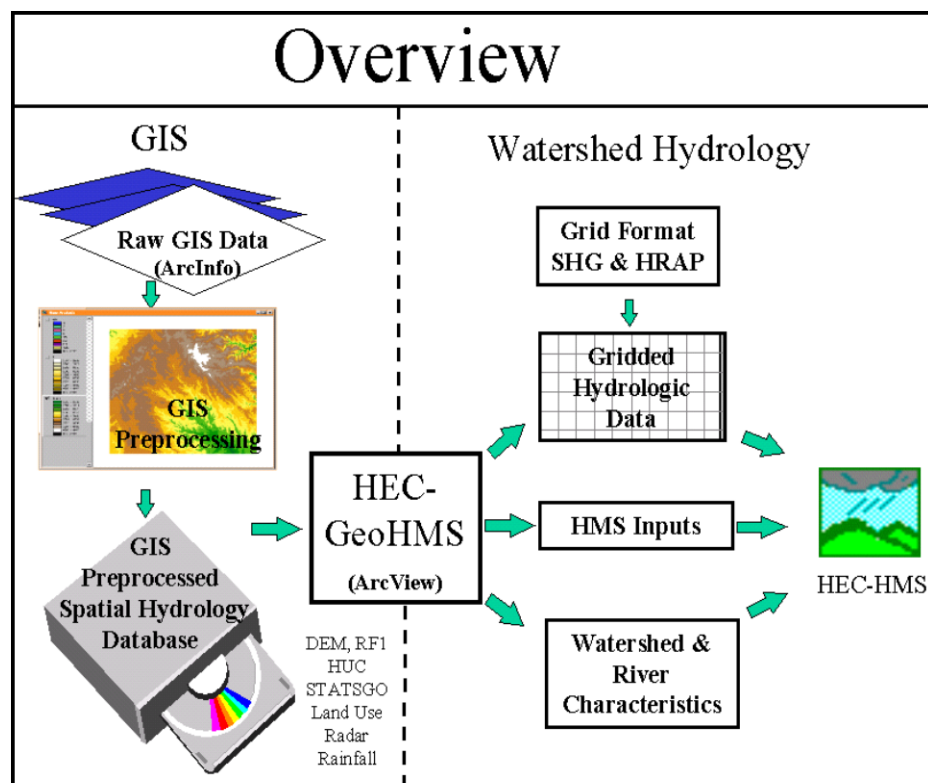 Overview
GIS
Raw GIS Data
(ArcInfo)
GIS
Preprocessing
GIS
Preprocessed
Spatial Hydrology
Database
DEM, RF1
HUC
STATSGO
Land Use
Radar
Rainfall
HEC-
GeoHMS
(ArcView)
Watershed Hydrology
Grid Format
SHG & HRAP
Gridded
Hydrologic
Data
HMS Inputs
Watershed &
River
Characteristics
HEC-HMS